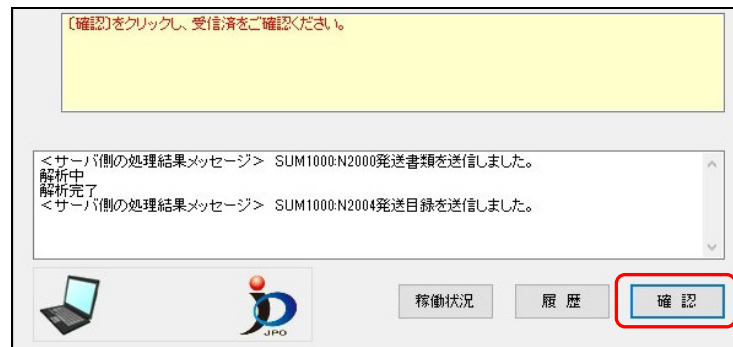 〔確認〕をクリックし、受信済をご確認ください。
＜サーバ側の処理結果メッセージ＞ SUM1000:N2000発送書類を送信しました。
解析中
解析完了
＜サーバ側の処理結果メッセージ＞ SUM1000:N2004発送目録を送信しました。
JPO
稼働状況
履 歴
確 認